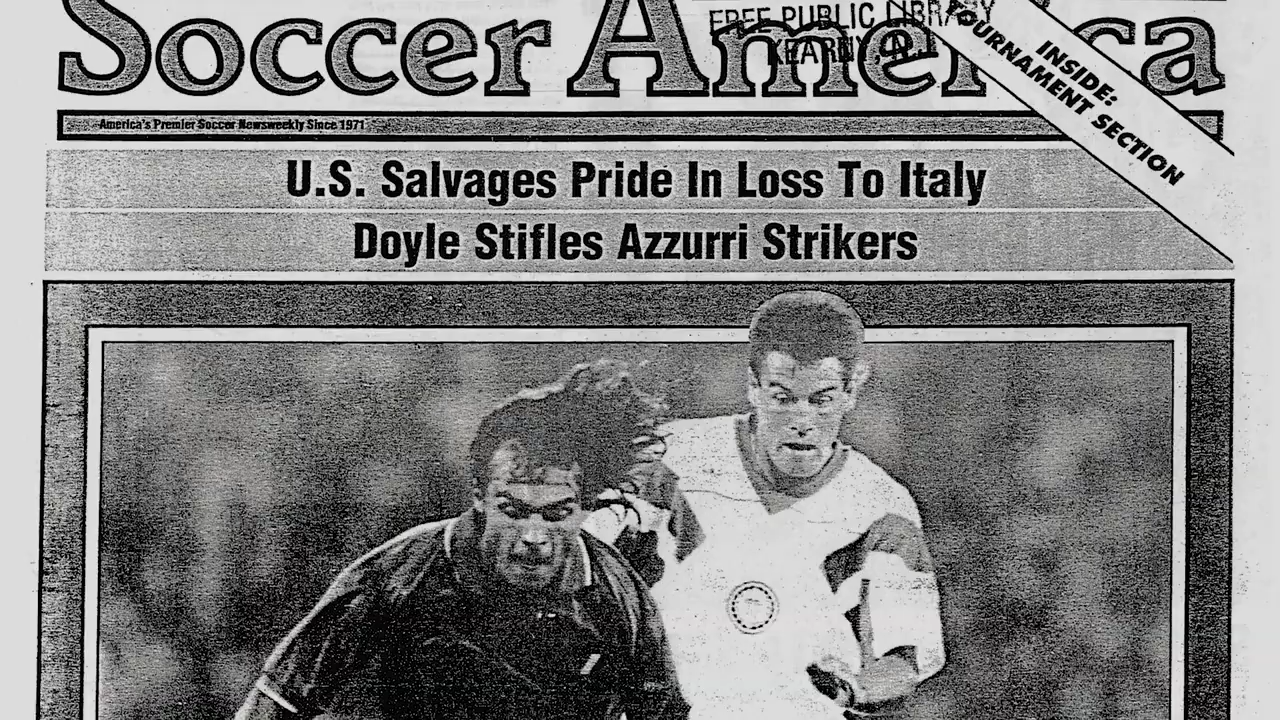 Soccer America
FREE PUBLIC LIBRARY
KEARNY, N.J.
INSIDE:
TOURNAMENT SECTION
America's Premier Soccer Newsweekly Since 1971
U.S. Salvages Pride In Loss To Italy
Doyle Stifles Azzurri Strikers